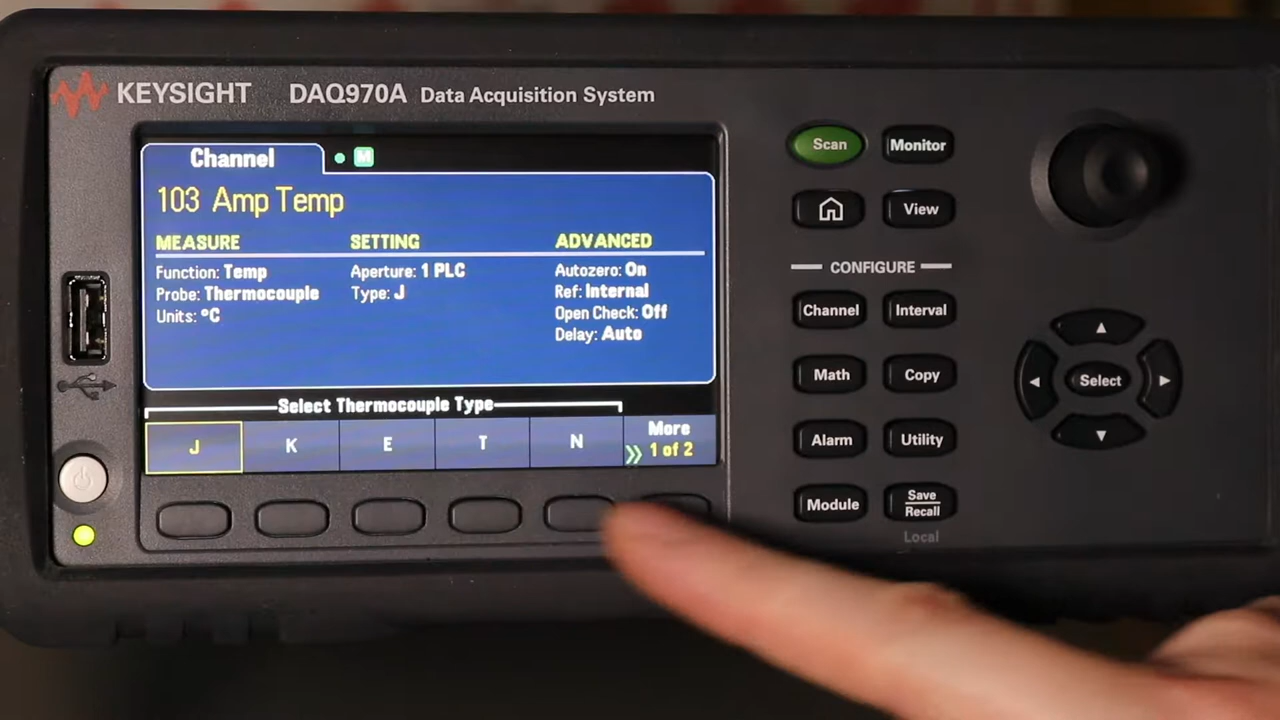 KEYSIGHT DAQ970A Data Acquisition System
Channel M
103 Amp Temp
MEASURE SETTING ADVANCED
Function: Temp Aperture: 1 PLC Autozero: On
Probe: Thermocouple Type: J Ref: Internal
Units: °C Open Check: Off
Delay: Auto
Select Thermocouple Type
J K E T N More
1 of 2
Scan Monitor
View
CONFIGURE
Channel Interval
Math Copy
Alarm Utility
Module Save
Recall
Local
Select